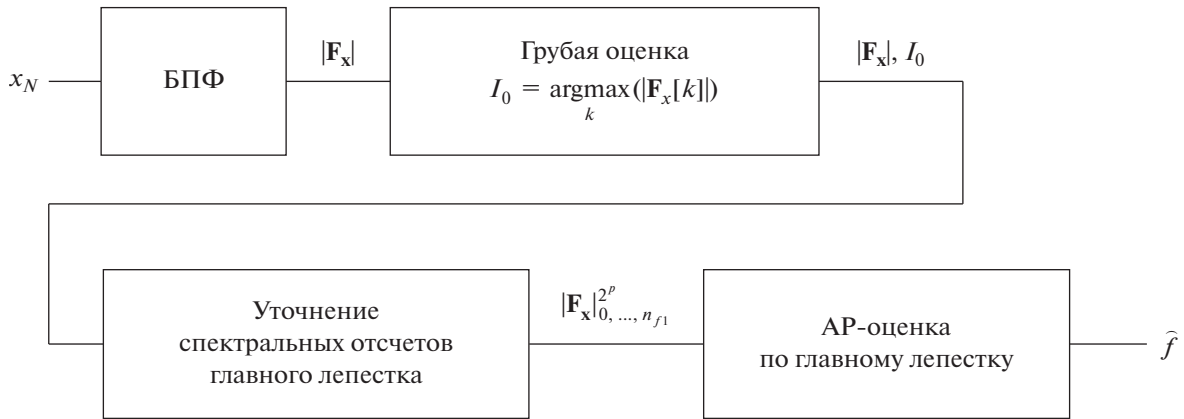 x_N
БПФ
|F_x|
Грубая оценка
I_0 = argmax(|F_x[k]|)
k
|F_x|, I_0
Уточнение
спектральных отсчетов
главного лепестка
|F_x|^{2^p}_{0, ..., n_{f1}}
АР-оценка
по главному лепестку
f̂